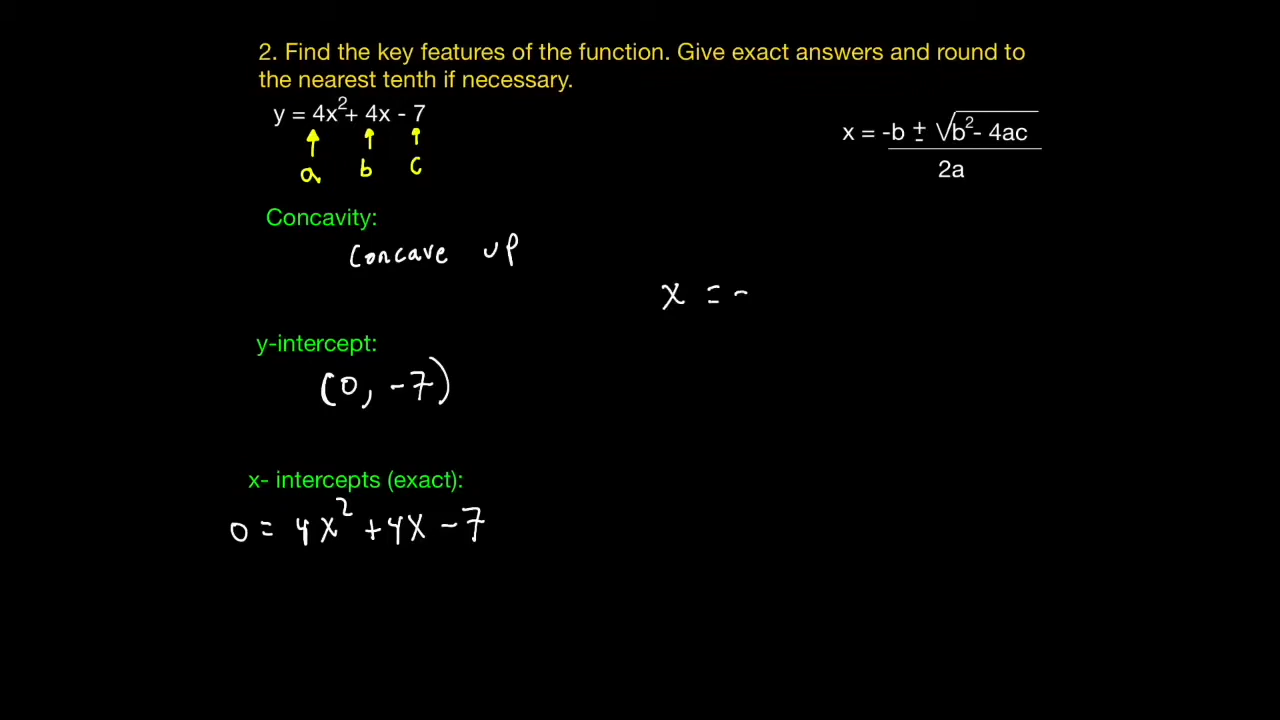 2. Find the key features of the function. Give exact answers and round to
the nearest tenth if necessary.
y = 4x²+ 4x - 7
a b c
x = -b ± √b²- 4ac
2a
Concavity:
Concave up
x = -
y-intercept:
(0, -7)
x- intercepts (exact):
0 = 4x² + 4x - 7